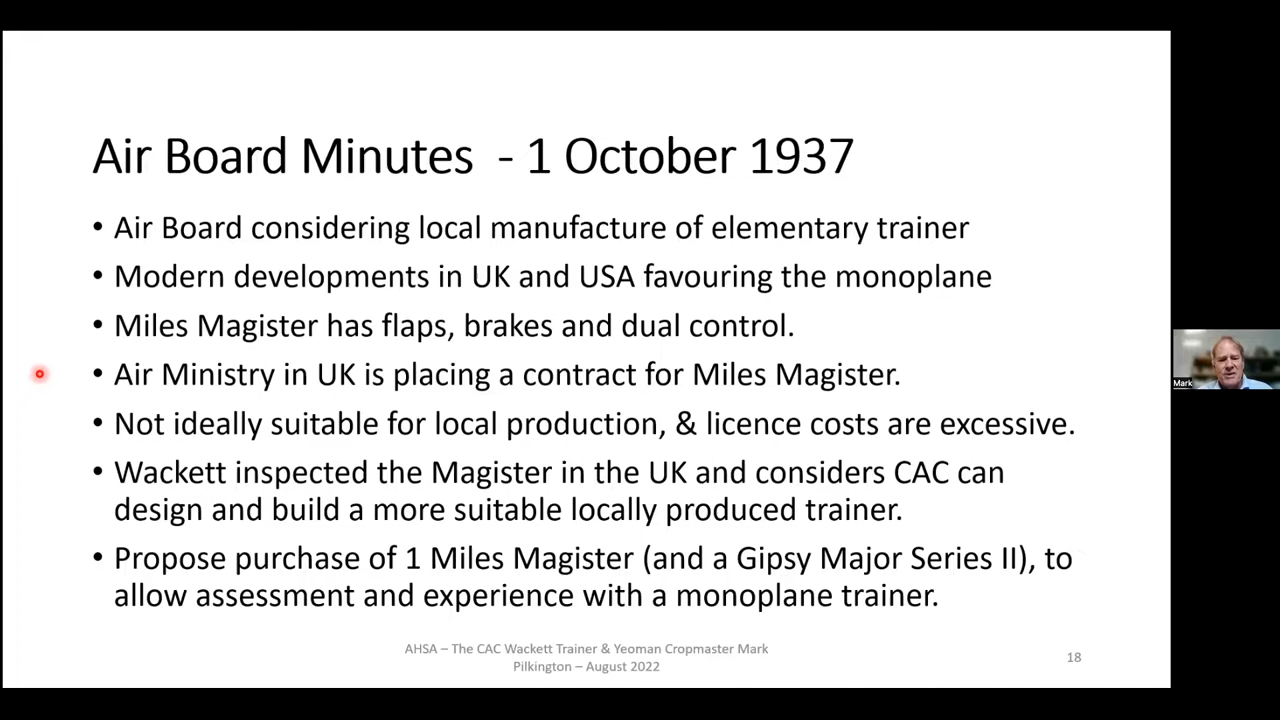 Air Board Minutes - 1 October 1937
• Air Board considering local manufacture of elementary trainer
• Modern developments in UK and USA favouring the monoplane
• Miles Magister has flaps, brakes and dual control.
• Air Ministry in UK is placing a contract for Miles Magister.
• Not ideally suitable for local production, & licence costs are excessive.
• Wackett inspected the Magister in the UK and considers CAC can
design and build a more suitable locally produced trainer.
• Propose purchase of 1 Miles Magister (and a Gipsy Major Series II), to
allow assessment and experience with a monoplane trainer.
AHSA – The CAC Wackett Trainer & Yeoman Cropmaster Mark
Pilkington – August 2022
18
Mark